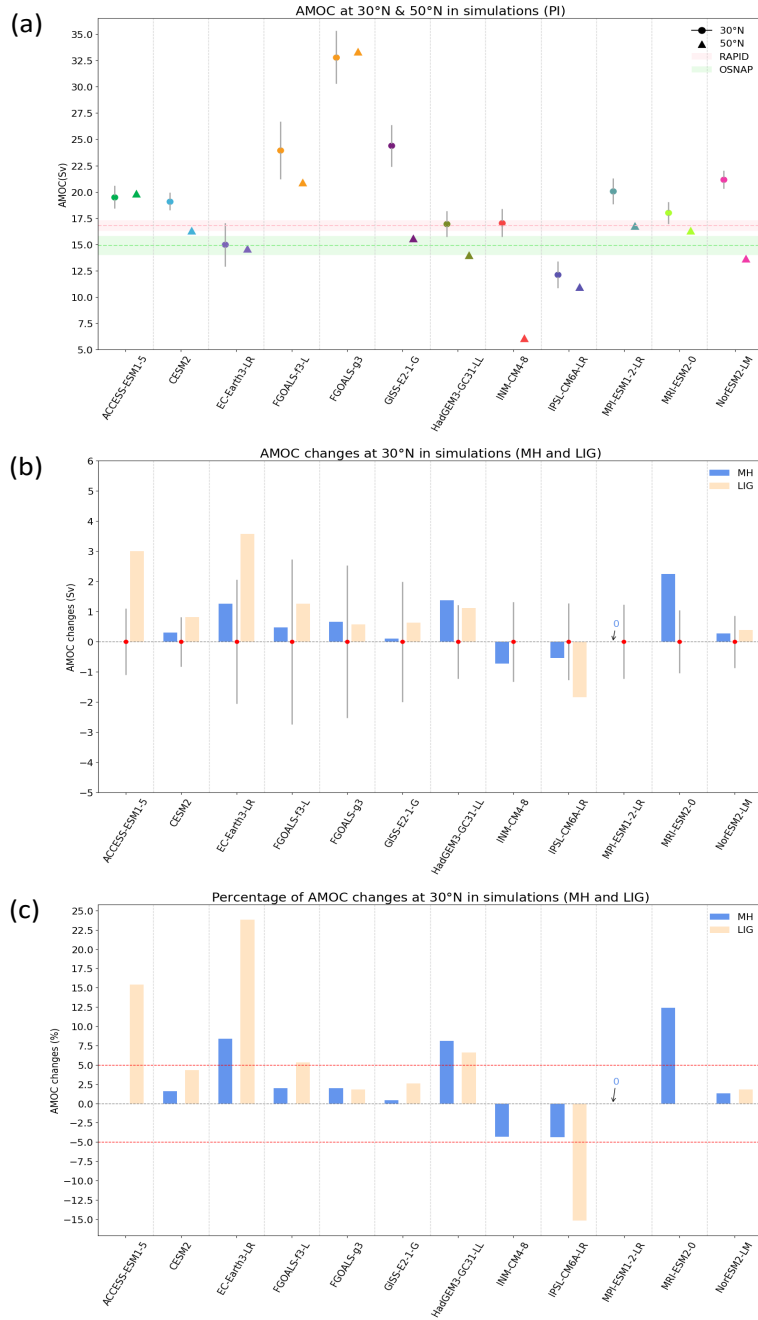 (a)
AMOC at 30°N & 50°N in simulations (PI)
35.0
32.5
30.0
27.5
25.0
22.5
20.0
17.5
15.0
12.5
10.0
7.5
5.0
AMOC(Sv)
30°N
50°N
RAPID
OSNAP
ACCESS-ESM1-5
CESM2
EC-Earth3-LR
FGOALS-f3-L
FGOALS-g3
GISS-E2-1-G
HadGEM3-GC31-LL
INM-CM4-8
IPSL-CM6A-LR
MPI-ESM1-2-LR
MRI-ESM2-0
NorESM2-LM
(b)
AMOC changes at 30°N in simulations (MH and LIG)
6
5
4
3
2
1
0
−1
−2
−3
−4
−5
AMOC changes (Sv)
MH
LIG
0
ACCESS-ESM1-5
CESM2
EC-Earth3-LR
FGOALS-f3-L
FGOALS-g3
GISS-E2-1-G
HadGEM3-GC31-LL
INM-CM4-8
IPSL-CM6A-LR
MPI-ESM1-2-LR
MRI-ESM2-0
NorESM2-LM
(c)
Percentage of AMOC changes at 30°N in simulations (MH and LIG)
25.0
22.5
20.0
17.5
15.0
12.5
10.0
7.5
5.0
2.5
0.0
−2.5
−5.0
−7.5
−10.0
−12.5
−15.0
AMOC changes (%)
MH
LIG
0
ACCESS-ESM1-5
CESM2
EC-Earth3-LR
FGOALS-f3-L
FGOALS-g3
GISS-E2-1-G
HadGEM3-GC31-LL
INM-CM4-8
IPSL-CM6A-LR
MPI-ESM1-2-LR
MRI-ESM2-0
NorESM2-LM